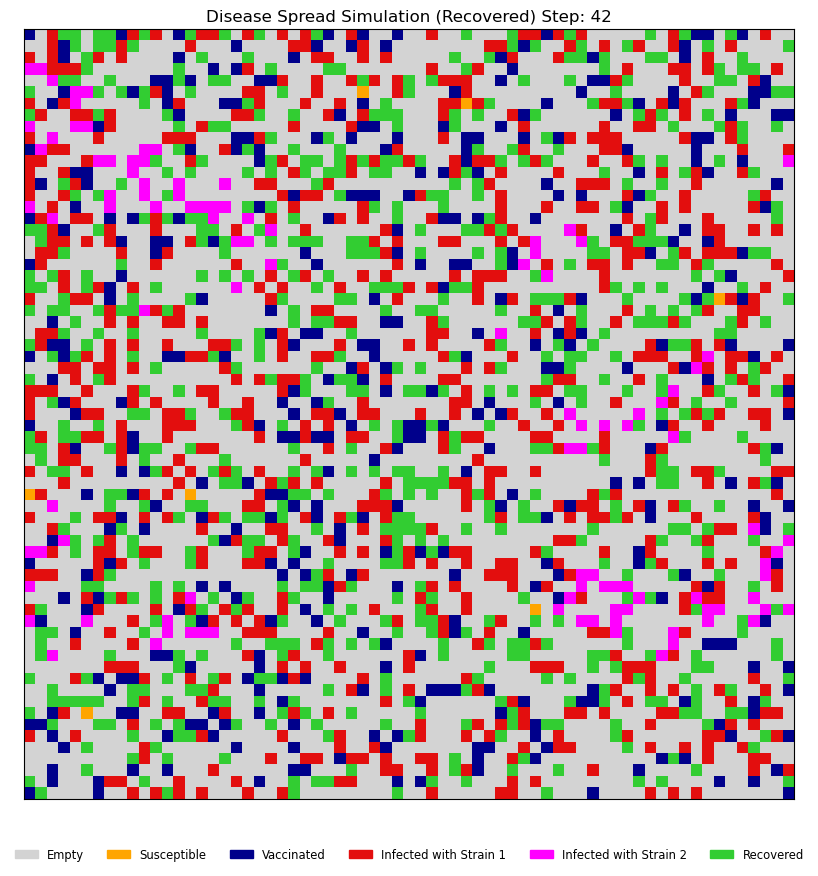 Disease Spread Simulation (Recovered) Step: 42
Empty Susceptible Vaccinated Infected with Strain 1 Infected with Strain 2 Recovered